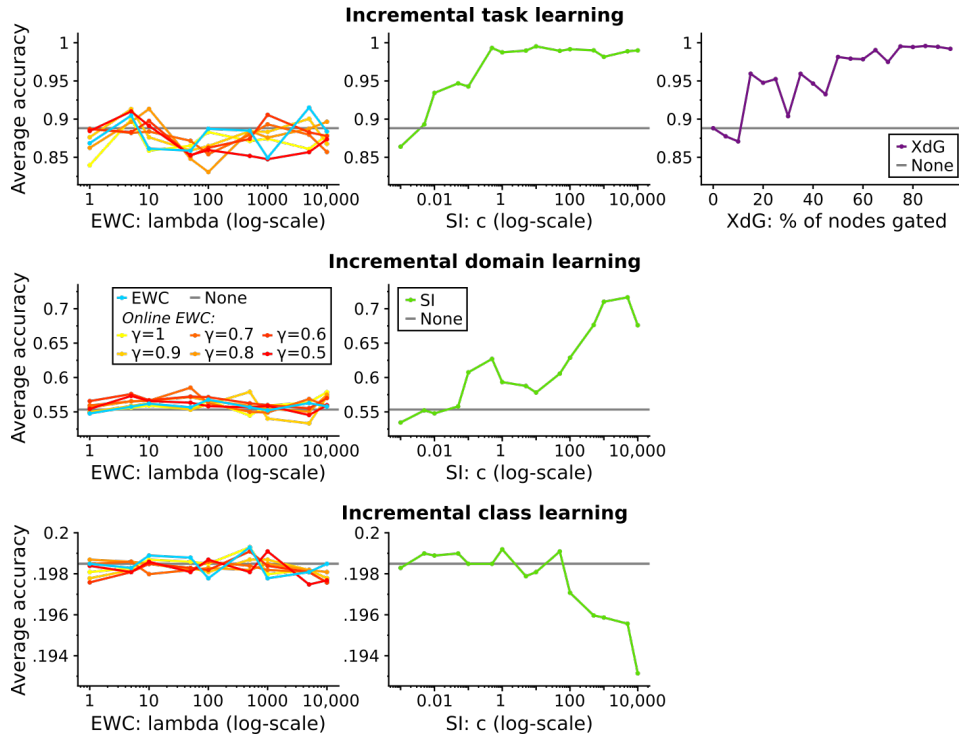 Incremental task learning
Average accuracy
1
0.95
0.9
0.85
1 10 100 1000 10,000
EWC: lambda (log-scale)
1
0.95
0.9
0.85
0.01 1 100 10,000
SI: c (log-scale)
1
0.95
0.9
0.85
XdG
None
0 20 40 60 80
XdG: % of nodes gated
Incremental domain learning
Average accuracy
0.7
0.65
0.6
0.55
0.5
EWC None
Online EWC:
γ=1 γ=0.7 γ=0.6
γ=0.9 γ=0.8 γ=0.5
1 10 100 1000 10,000
EWC: lambda (log-scale)
0.7
0.65
0.6
0.55
0.5
SI
None
0.01 1 100 10,000
SI: c (log-scale)
Incremental class learning
Average accuracy
0.2
.198
.196
.194
1 10 100 1000 10,000
EWC: lambda (log-scale)
0.2
.198
.196
.194
0.01 1 100 10,000
SI: c (log-scale)